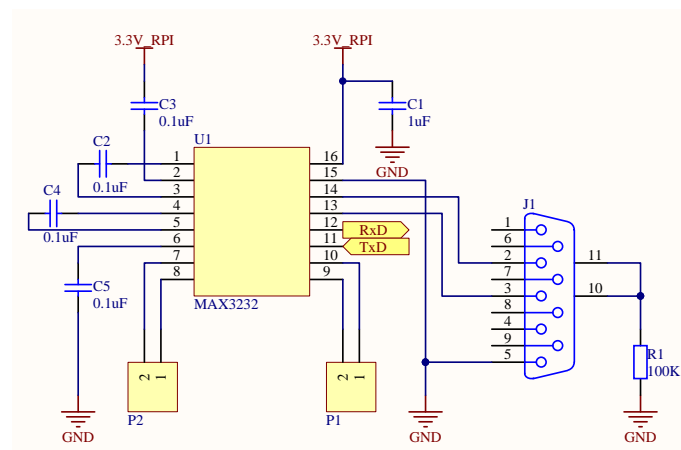 3.3V_RPI
3.3V_RPI
C3
0.1uF
C1
1uF
GND
C2
0.1uF
C4
0.1uF
C5
0.1uF
GND
U1
1
2
3
4
5
6
7
8
16
15
14
13
12
11
10
9
MAX3232
RxD
TxD
2
1
P2
2
1
P1
GND
J1
1
6
2
7
3
8
4
9
5
11
10
R1
100K
GND